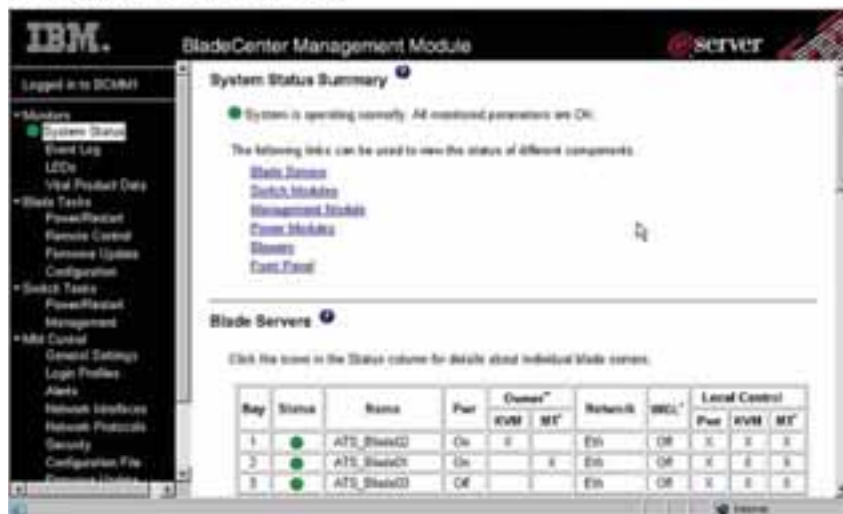 IBM.
BladeCenter Management Module
server
Logged in to BCMM1
Monitors
System Status
Event Log
LEDs
Vital Product Data
Blade Tasks
Power/Restart
Remote Control
Firmware Update
Configuration
Switch Tasks
Power/Restart
Management
MM Control
General Settings
Login Profiles
Alerts
Network Interfaces
Network Protocols
Security
Configuration File
Firmware Update
System Status Summary
System is operating normally. All monitored parameters are OK.
The following links can be used to view the status of different components.
Blade Servers
Switch Modules
Management Module
Power Modules
Blowers
Front Panel
Blade Servers
Click the icons in the Status column for details about individual blade servers.
Bay Status Name Pwr Owner** Network Local Control
KVM MT* Pwr KVM MT*
1 ATS_Blade02 On X Eth Off X X X
2 ATS_Blade01 On X Eth Off X X X
3 ATS_Blade03 Off Eth Off X X X
Internet